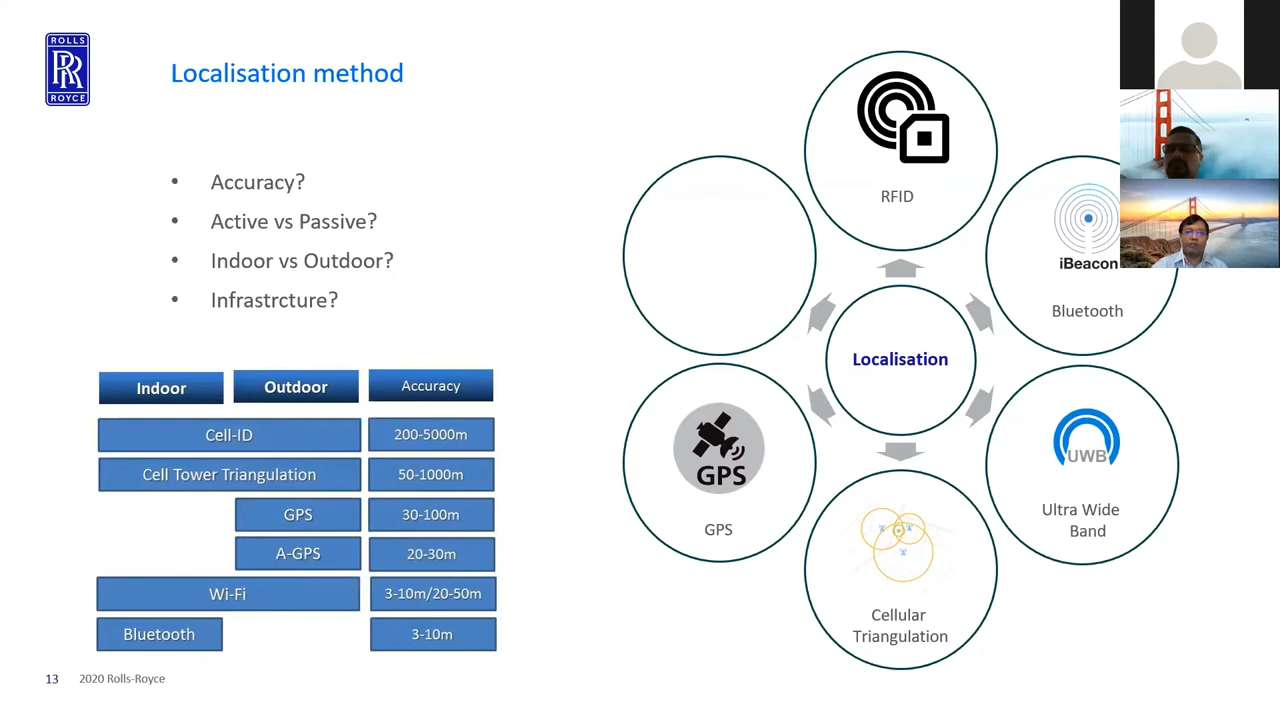 ROLLS
RR
ROYCE
Localisation method
• Accuracy?
• Active vs Passive?
• Indoor vs Outdoor?
• Infrastrcture?
Indoor Outdoor Accuracy
Cell-ID 200-5000m
Cell Tower Triangulation 50-1000m
GPS 30-100m
A-GPS 20-30m
Wi-Fi 3-10m/20-50m
Bluetooth 3-10m
RFID
iBeacon
Bluetooth
Localisation
GPS
GPS
UWB
Ultra Wide
Band
Cellular
Triangulation
13 2020 Rolls-Royce